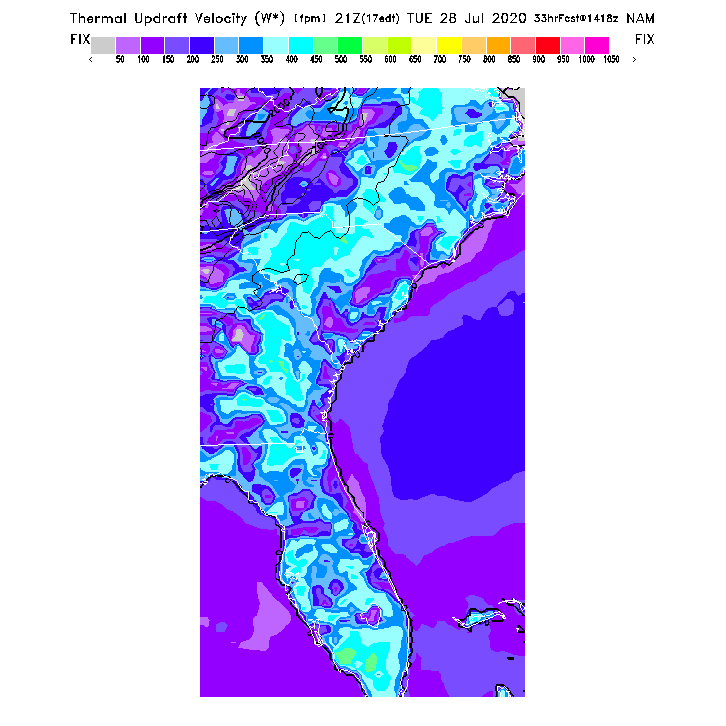 Thermal Updraft Velocity (W*) [fpm] 21Z(17edt) TUE 28 Jul 2020 33hrFcst@1418z NAM
FIX FIX
< 50 100 150 200 250 300 350 400 450 500 550 600 650 700 750 800 850 900 950 1000 1050 >